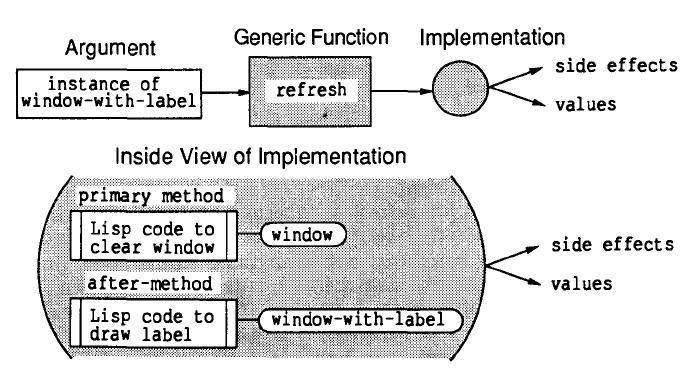 Argument
Generic Function
Implementation
instance of
window-with-label
refresh
side effects
values
Inside View of Implementation
primary method
Lisp code to
clear window
window
after-method
Lisp code to
draw label
window-with-label
side effects
values